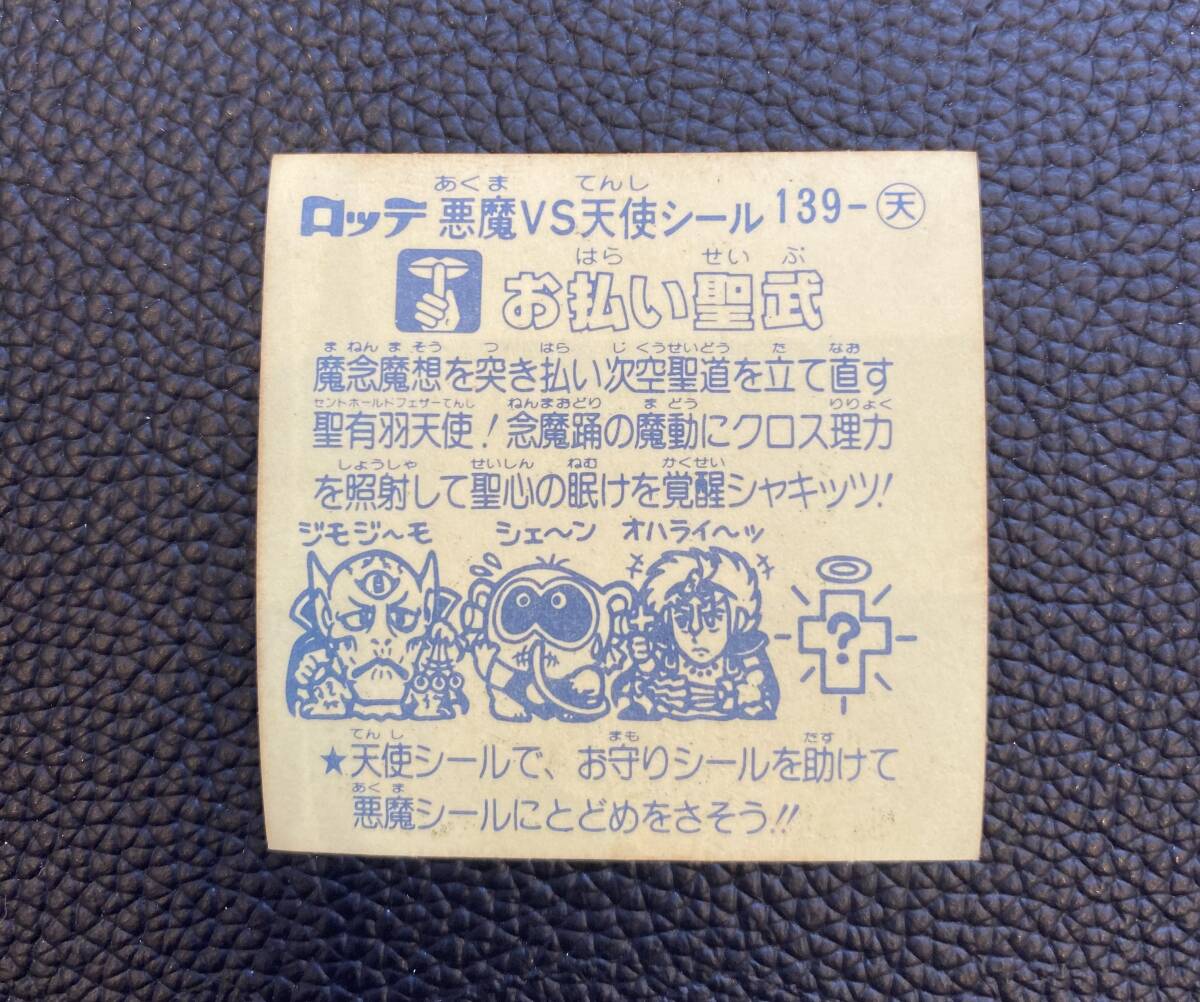 あくま てんし
ロッテ 悪魔VS天使シール 139-天
はら せい ぶ
お払い聖武
ま ねん ま そう つ はら じ くうせいどう た なお
魔念魔想を突き払い次空聖道を立て直す
セントホールドフェザーてんし ねんまおどり ま どう りりょく
聖有羽天使!念魔踊の魔動にクロス理力
しょうしゃ せいしん ねむ かくせい
を照射して聖心の眠けを覚醒シャキッツ!
ジモジ〜モ シェ〜ン オハライ〜ッ
?
てんし まも たす
★天使シールで、お守りシールを助けて
あく ま
悪魔シールにとどめをさそう!!